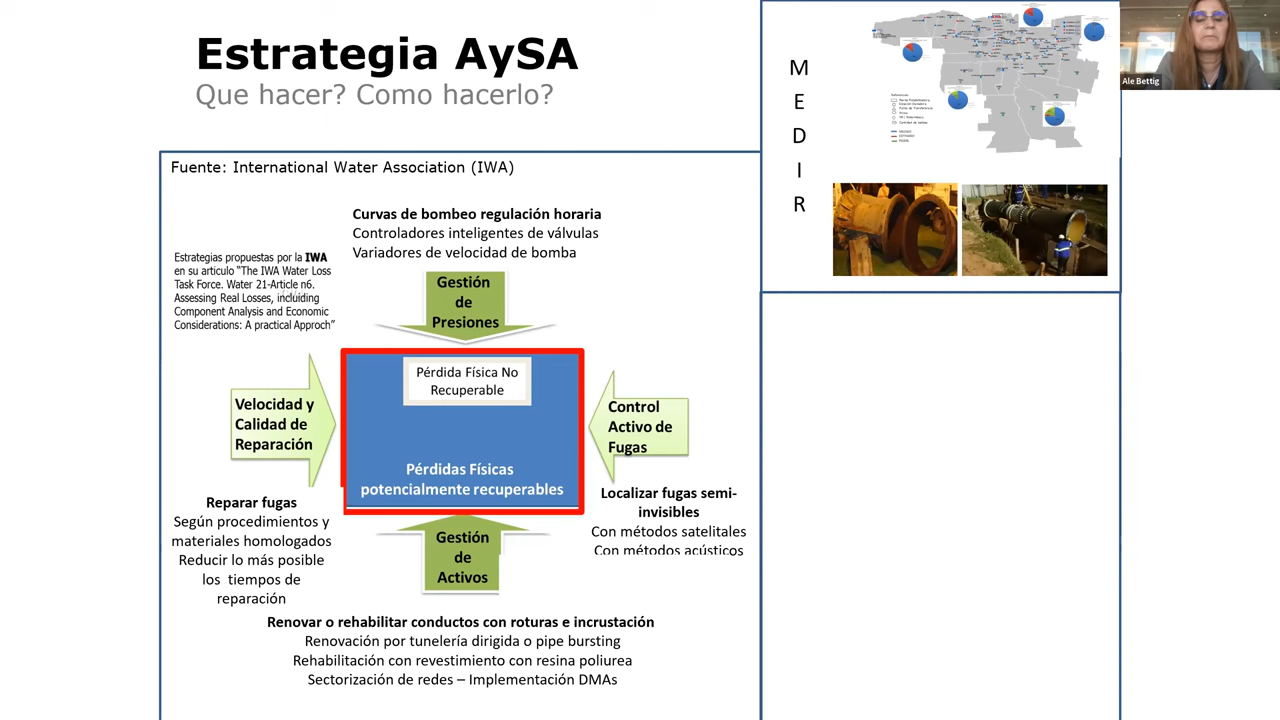 Estrategia AySA
Que hacer? Como hacerlo?
Fuente: International Water Association (IWA)
Estrategias propuestas por la IWA
en su articulo “The IWA Water Loss
Task Force. Water 21-Article n6.
Assessing Real Losses, incluiding
Component Analysis and Economic
Considerations: A practical Approch”
Curvas de bombeo regulación horaria
Controladores inteligentes de válvulas
Variadores de velocidad de bomba
Gestión
de
Presiones
Pérdida Física No
Recuperable
Velocidad y
Calidad de
Reparación
Control
Activo de
Fugas
Pérdidas Físicas
potencialmente recuperables
Reparar fugas
Según procedimientos y
materiales homologados
Reducir lo más posible
los tiempos de
reparación
Localizar fugas semi-
invisibles
Con métodos satelitales
Con métodos acústicos
Gestión
de
Activos
Renovar o rehabilitar conductos con roturas e incrustación
Renovación por tunelería dirigida o pipe bursting
Rehabilitación con revestimiento con resina poliurea
Sectorización de redes – Implementación DMAs
M
E
D
I
R
Ale Bettig